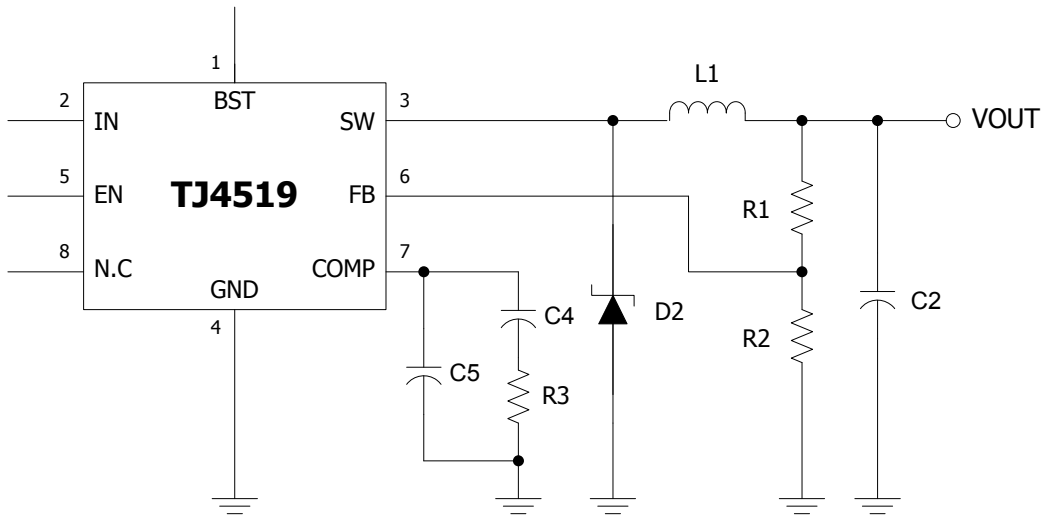 1
BST
L1
2
IN
SW
3
VOUT
5
EN
TJ4519
FB
6
R1
8
N.C
COMP
7
GND
4
C4
D2
C2
R2
C5
R3